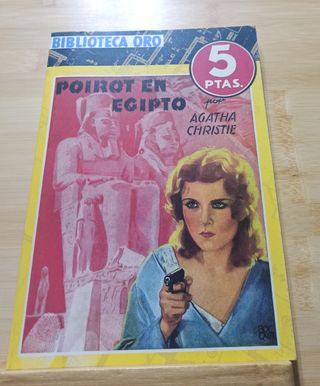 BIBLIOTECA ORO
5
PTAS.
POIROT EN
EGIPTO
por
AGATHA
CHRISTIE